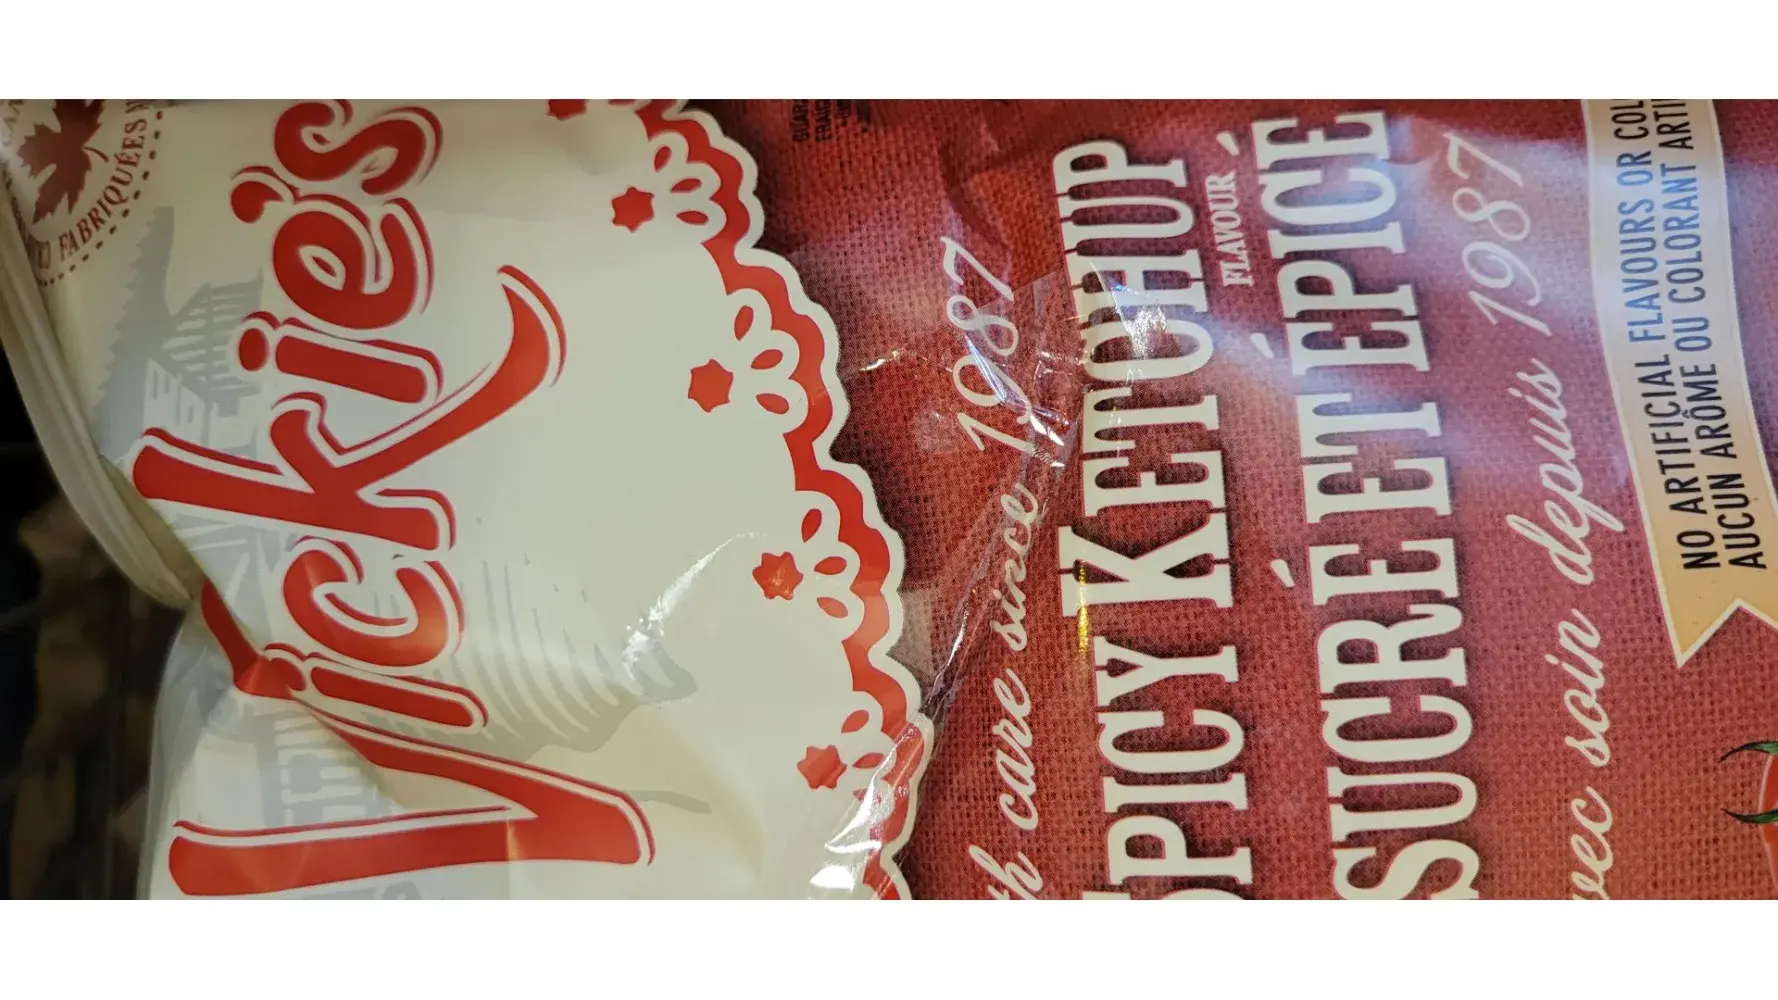 FABRIQUÉES
Vickie's
care since 1987
SPICY KETCHUP
FLAVOUR
SUCRÉ ET ÉPICÉ
soin depuis 1987
NO ARTIFICIAL FLAVOURS OR COL
AUCUN ARÔME OU COLORANT ARTI